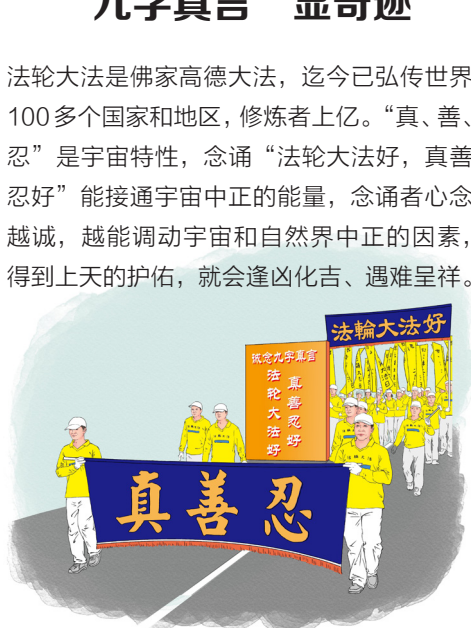 九字真言 显奇迹
法轮大法是佛家高德大法，迄今已弘传世界
100多个国家和地区，修炼者上亿。“真、善、
忍”是宇宙特性，念诵“法轮大法好，真善
忍好”能接通宇宙中正的能量，念诵者心念
越诚，越能调动宇宙和自然界中正的因素，
得到上天的护佑，就会逢凶化吉、遇难呈祥。
法輪大法好
诚念九字真言
法轮大法好
真善忍好
真善忍